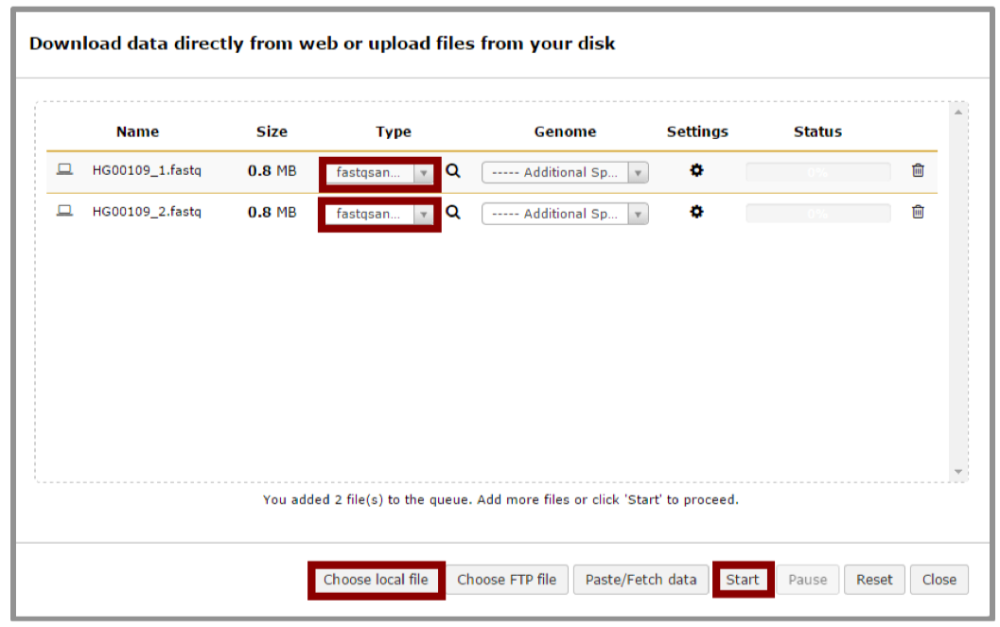 Download data directly from web or upload files from your disk
Name Size Type Genome Settings Status
HG00109_1.fastq 0.8 MB fastqsan... ----- Additional Sp... 0%
HG00109_2.fastq 0.8 MB fastqsan... ----- Additional Sp... 0%
You added 2 file(s) to the queue. Add more files or click 'Start' to proceed.
Choose local file Choose FTP file Paste/Fetch data Start Pause Reset Close